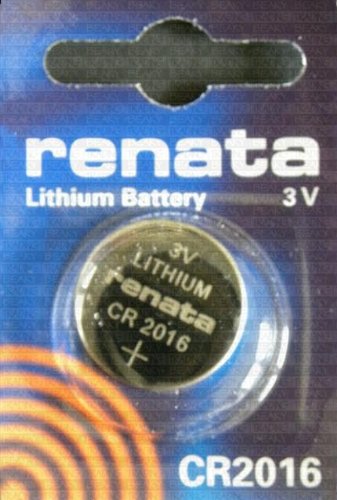 renata
Lithium Battery 3V
3V
LITHIUM
renata
CR 2016
+
CR2016